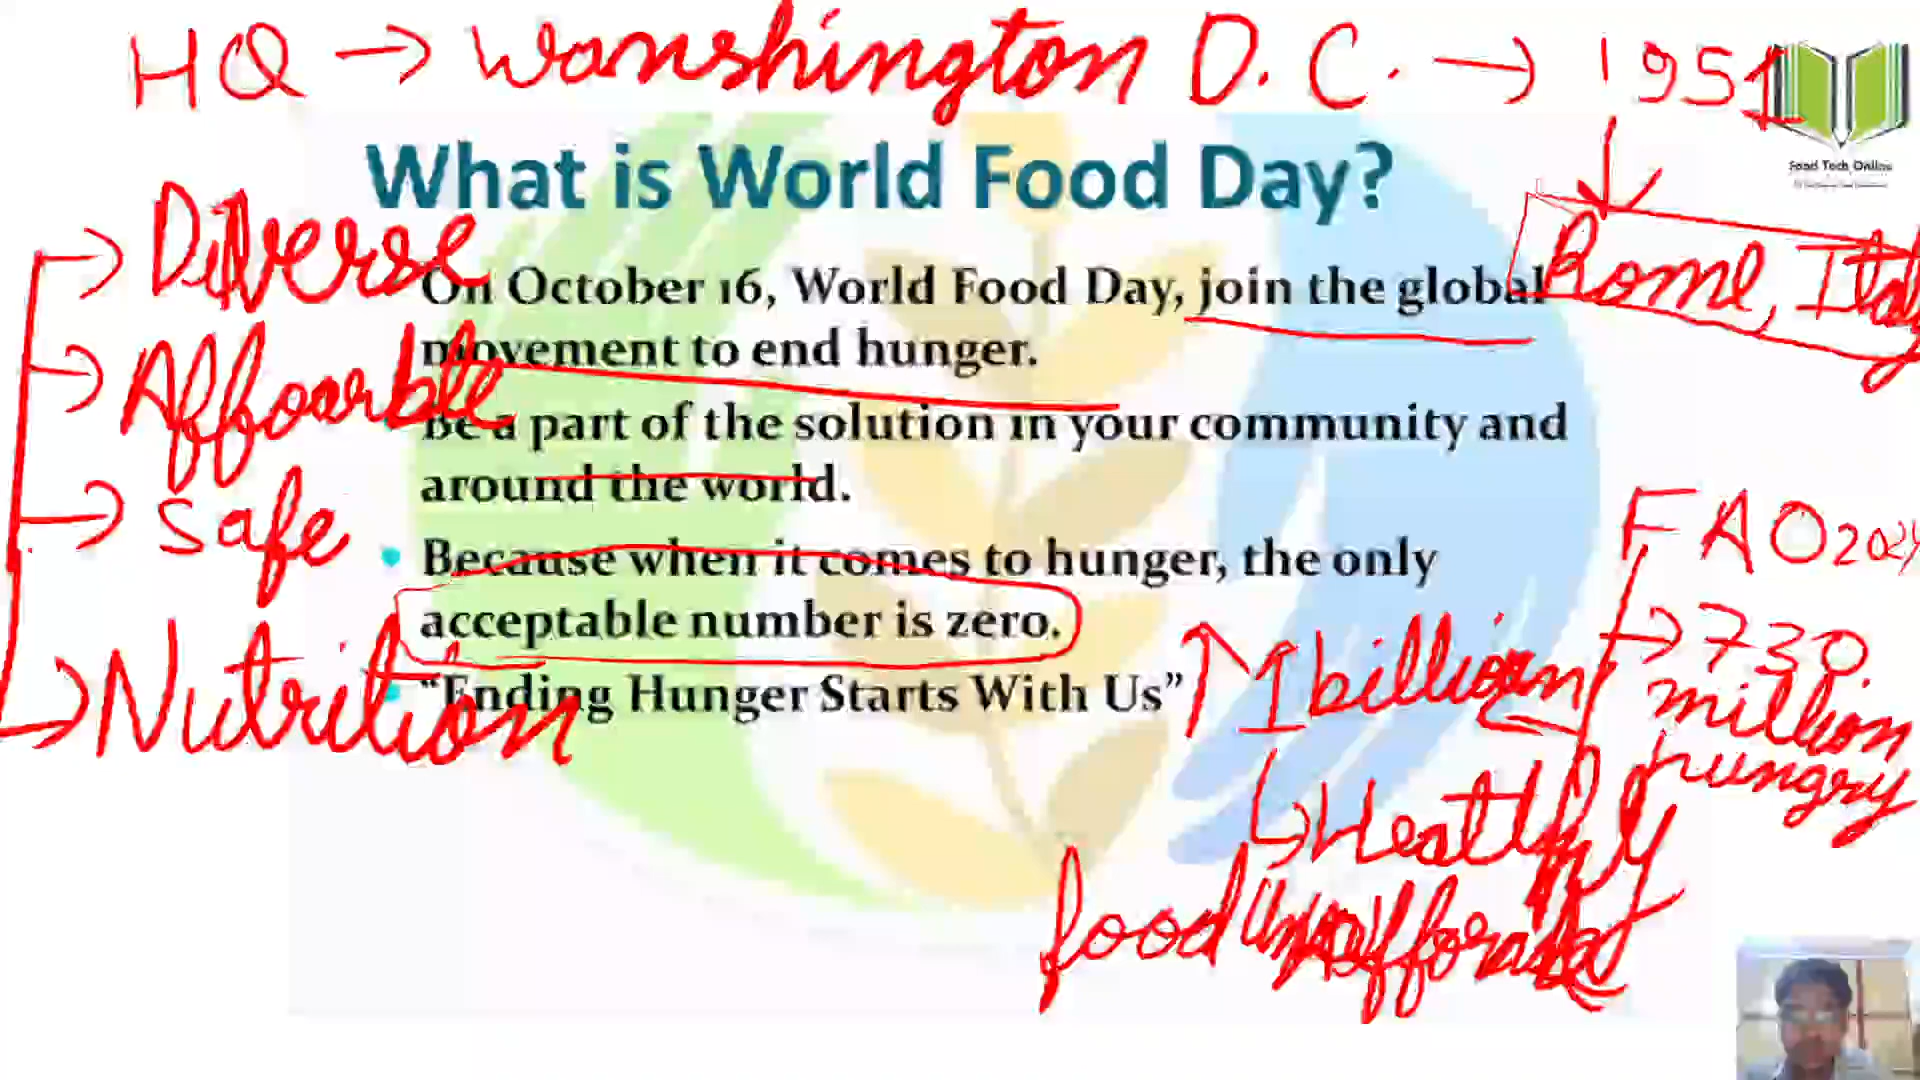 HQ → Wanshington D.C. → 1951
Food Tech Online
What is World Food Day?
Rome, Italy
→ Diverse
On October 16, World Food Day, join the global
movement to end hunger.
→ Affoarble
Be a part of the solution in your community and
around the world.
→ Safe
• Because when it comes to hunger, the only
acceptable number is zero.
→ Nutrition
• "Ending Hunger Starts With Us"
FAO 2024
→ 730
million
hungry
↑ 1 billion
↳ Healthy
food